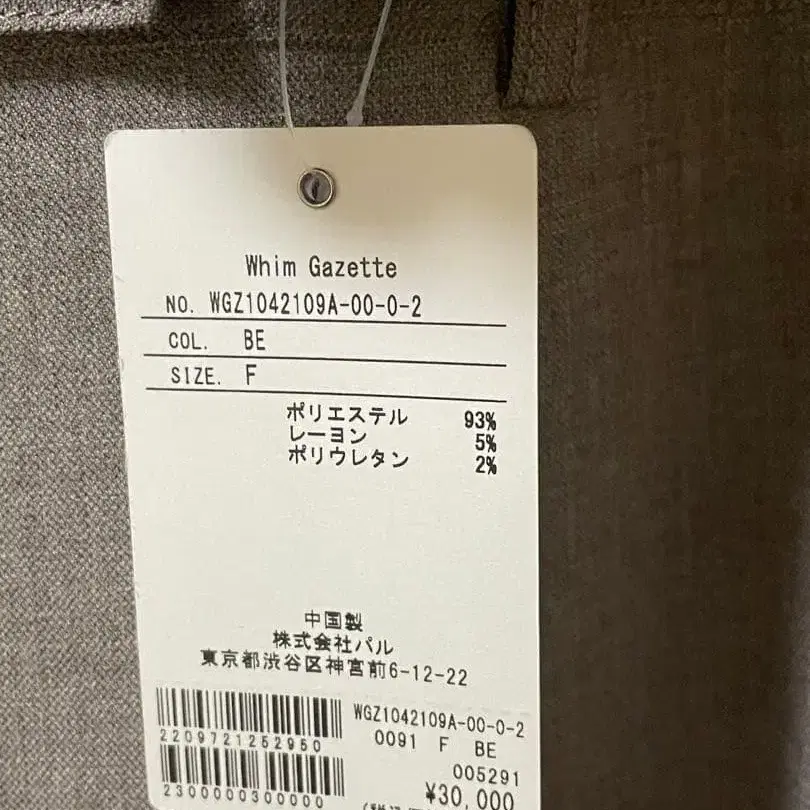 Whim Gazette
NO. WGZ1042109A-00-0-2
COL. BE
SIZE. F
ポリエステル 93%
レーヨン 5%
ポリウレタン 2%
中国製
株式会社パル
東京都渋谷区神宮前6-12-22
WGZ1042109A-00-0-2
2209721252950
0091 F BE
005291
2300000300000
¥30,000